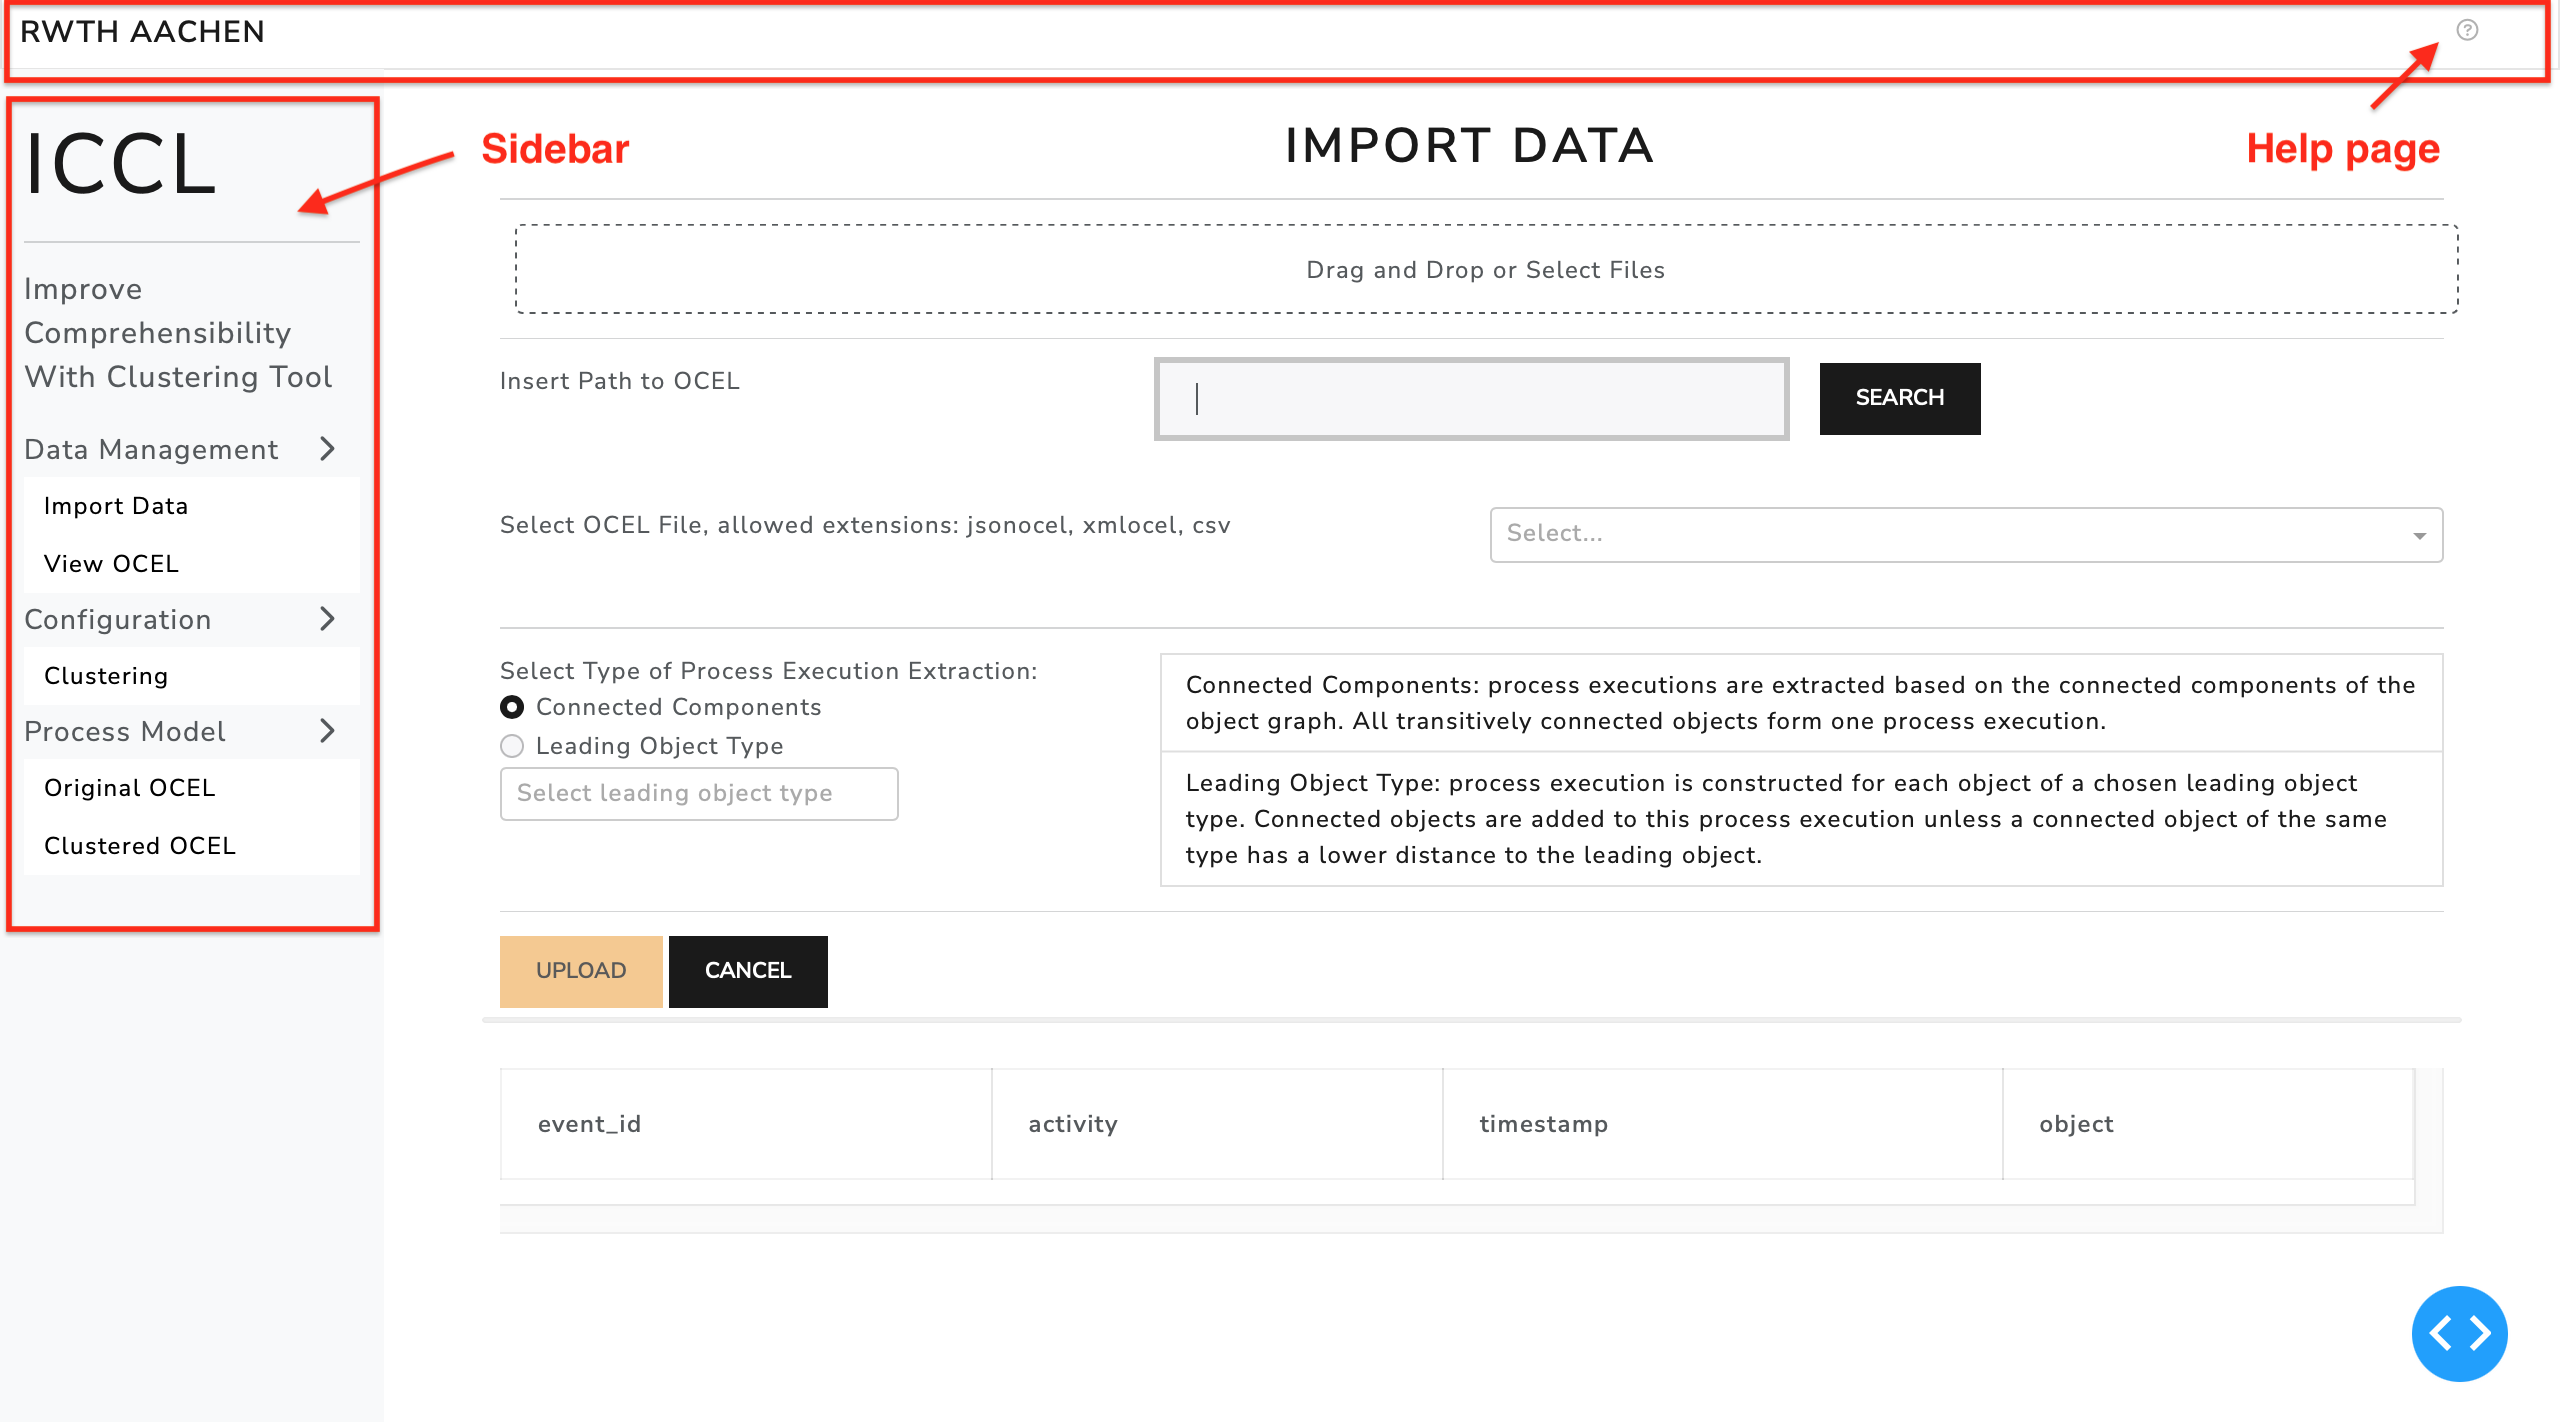 RWTH AACHEN
ICCL
Sidebar
IMPORT DATA
Help page
Improve
Comprehensibility
With Clustering Tool
Data Management
Import Data
View OCEL
Configuration
Clustering
Process Model
Original OCEL
Clustered OCEL
Drag and Drop or Select Files
Insert Path to OCEL
SEARCH
Select OCEL File, allowed extensions: jsonocel, xmlocel, csv
Select...
Select Type of Process Execution Extraction:
Connected Components
Leading Object Type
Select leading object type
Connected Components: process executions are extracted based on the connected components of the
object graph. All transitively connected objects form one process execution.
Leading Object Type: process execution is constructed for each object of a chosen leading object
type. Connected objects are added to this process execution unless a connected object of the same
type has a lower distance to the leading object.
UPLOAD
CANCEL
event_id
activity
timestamp
object